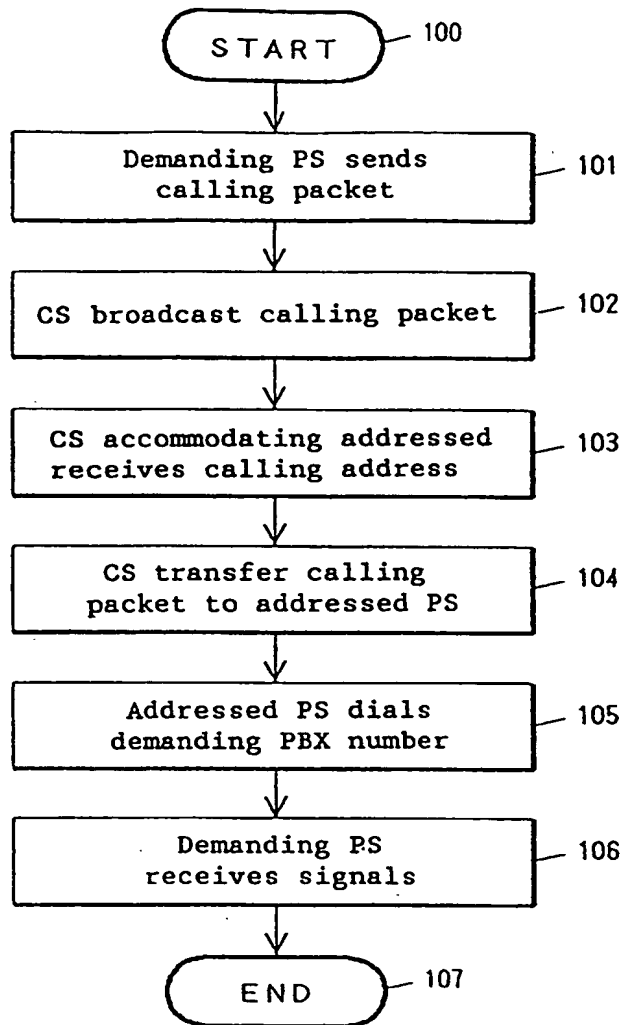 START
100
Demanding PS sends
calling packet
101
CS broadcast calling packet
102
CS accommodating addressed
receives calling address
103
CS transfer calling
packet to addressed PS
104
Addressed PS dials
demanding PBX number
105
Demanding PS
receives signals
106
END
107